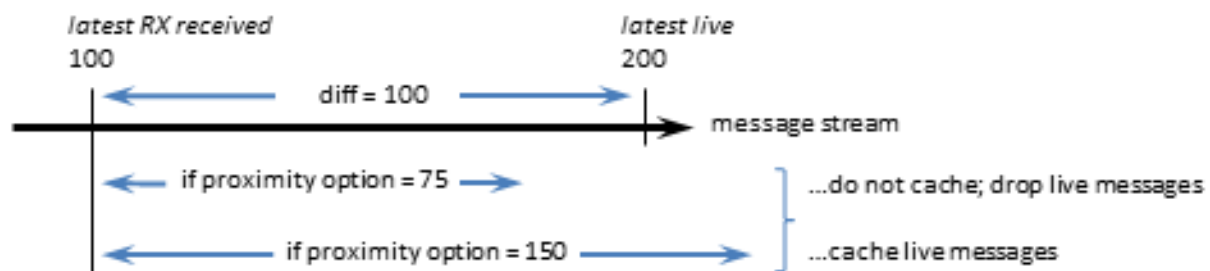 latest RX received
100
latest live
200
diff = 100
message stream
if proximity option = 75
...do not cache; drop live messages
if proximity option = 150
...cache live messages